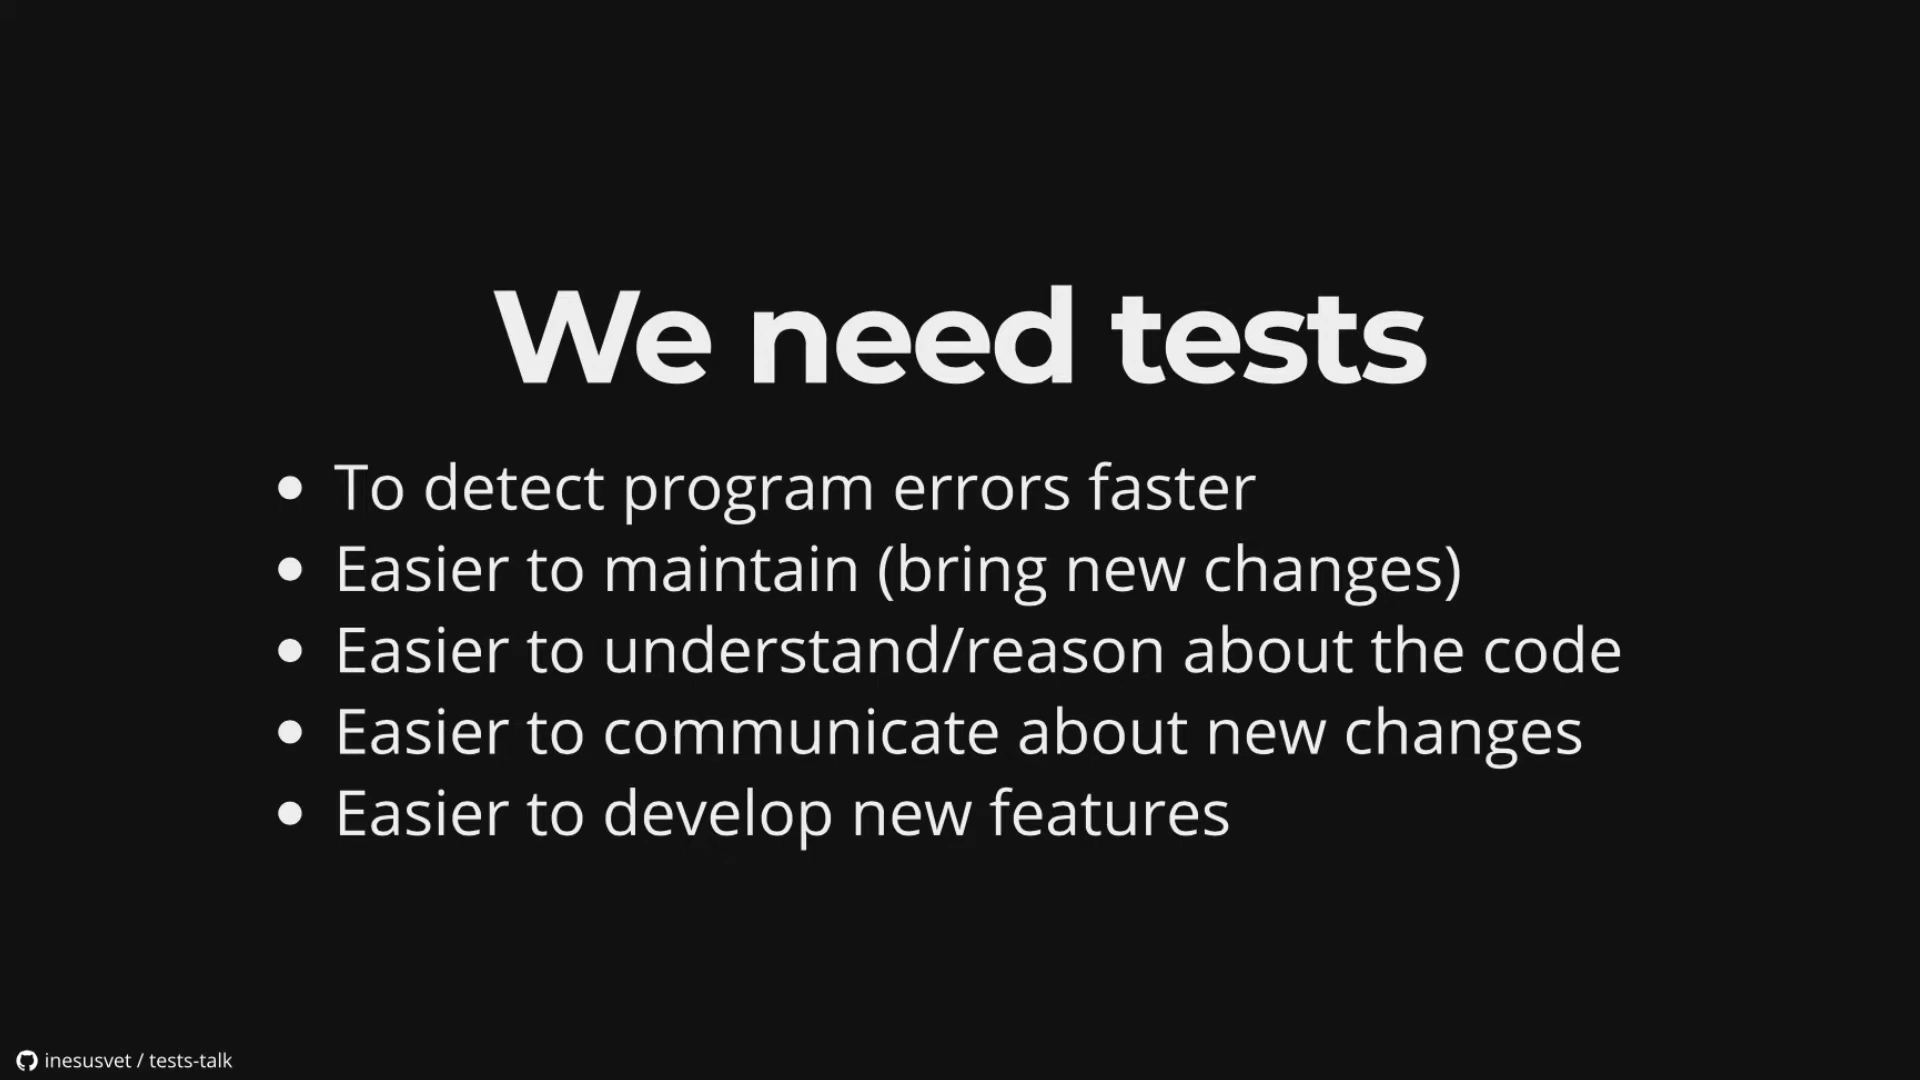 We need tests
To detect program errors faster
Easier to maintain (bring new changes)
Easier to understand/reason about the code
Easier to communicate about new changes
Easier to develop new features
inesusvet / tests-talk